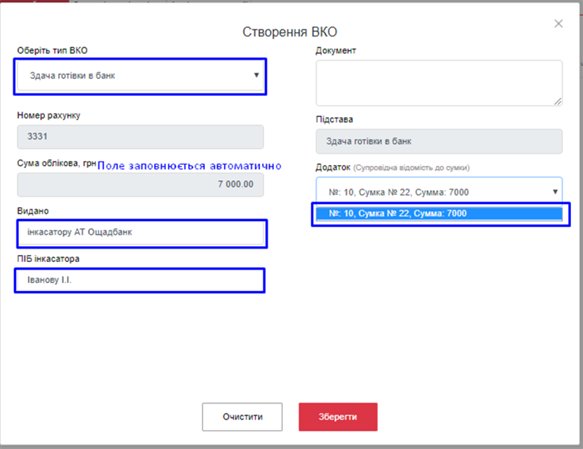 Створення ВКО
Оберіть тип ВКО
Здача готівки в банк
Номер рахунку
3331
Сума облікова, грн Поле заповнюється автоматично
7 000.00
Видано
інкасатору АТ Ощадбанк
ПІБ інкасатора
Іванову І.І.
Документ
Підстава
Здача готівки в банк
Додаток (Супровідна відомість до сумки)
№: 10, Сумка № 22, Сумма: 7000
№: 10, Сумка № 22, Сумма: 7000
Очистити
Зберегти